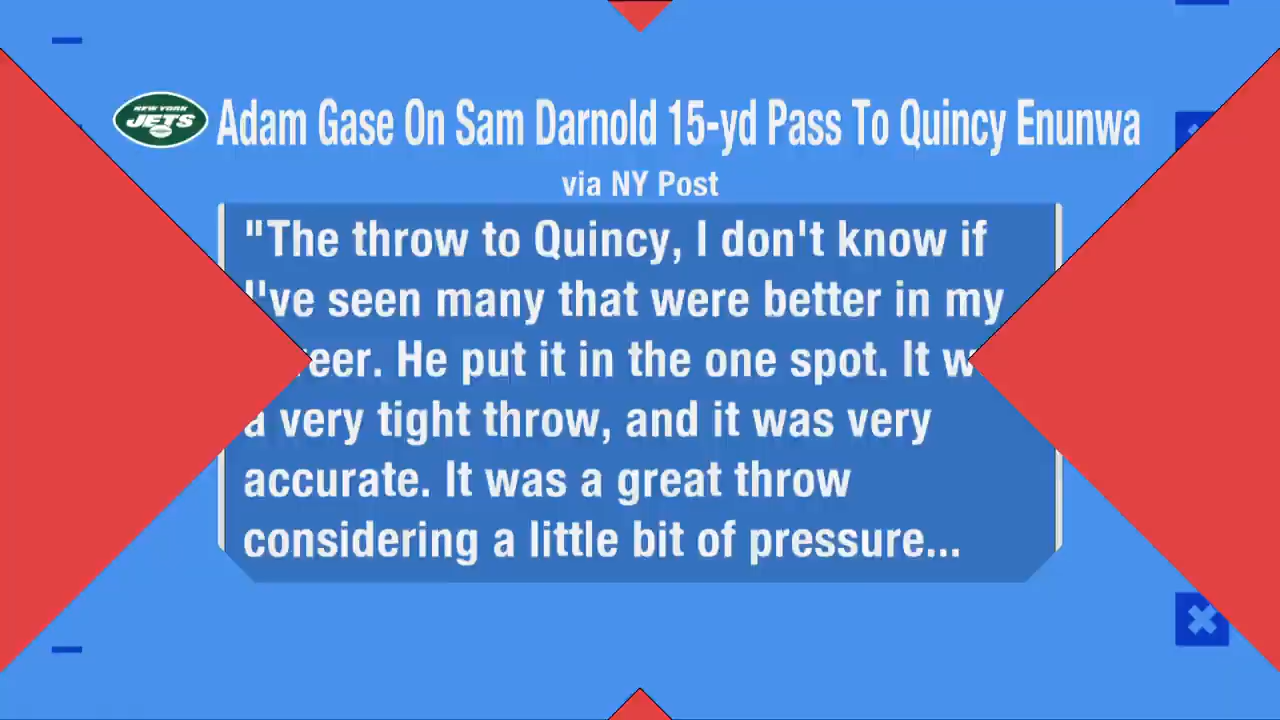 NEW YORK
JETS
Adam Gase On Sam Darnold 15-yd Pass To Quincy Enunwa
via NY Post
"The throw to Quincy, I don't know if
I've seen many that were better in my
He put it in the one spot. It
a very tight throw, and it was very
accurate. It was a great throw
considering a little bit of pressure...